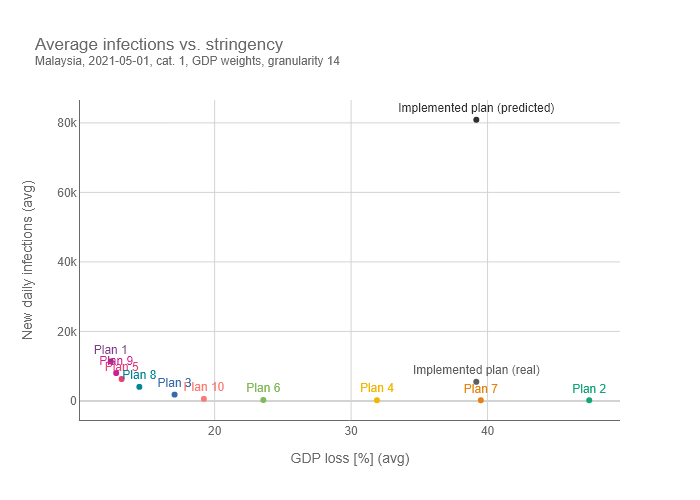 Average infections vs. stringency
Malaysia, 2021-05-01, cat. 1, GDP weights, granularity 14
Implemented plan (predicted)
80k
60k
40k
20k
0
New daily infections (avg)
Plan 1
Plan 9
Plan 5
Plan 8
Plan 3
Plan 10
Plan 6
Plan 4
Implemented plan (real)
Plan 7
Plan 2
20
30
40
GDP loss [%] (avg)